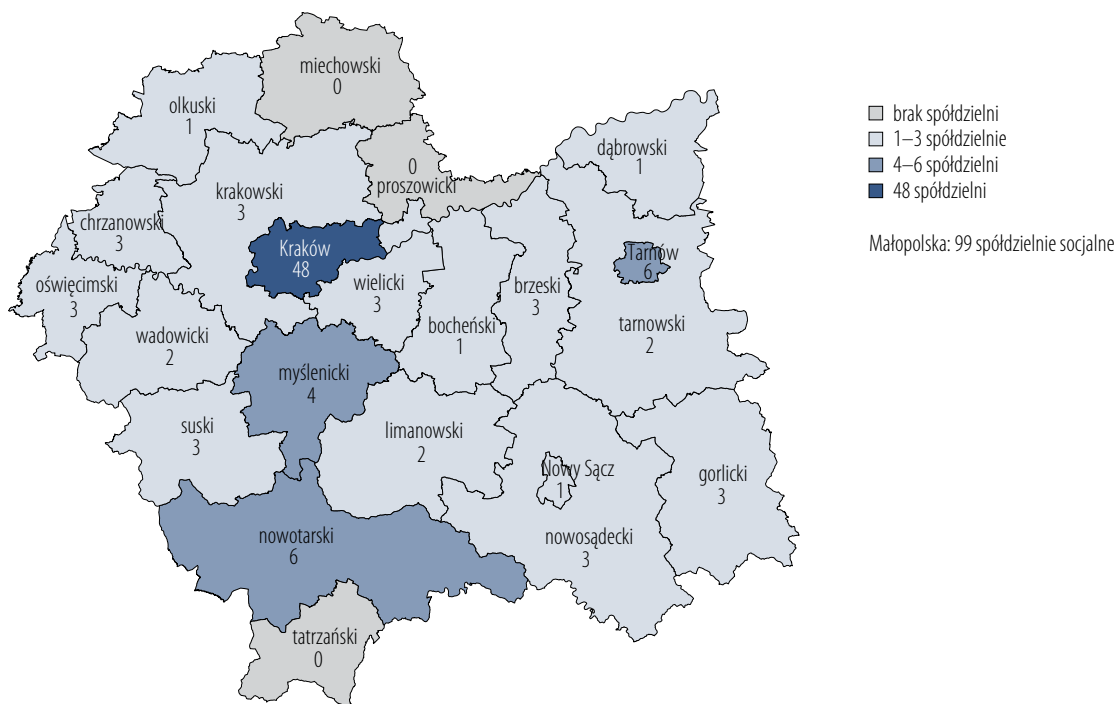 miechowski
0
olkuski
1
0
proszowicki
dąbrowski
1
krakowski
3
chrzanowski
3
Kraków
48
Tarnów
6
oświęcimski
3
wielicki
3
brzeski
3
bocheński
1
tarnowski
2
wadowicki
2
myślenicki
4
suski
3
limanowski
2
Nowy Sącz
1
gorlicki
3
nowotarski
6
nowosądecki
3
tatrzański
0
brak spółdzielni
1–3 spółdzielnie
4–6 spółdzielni
48 spółdzielni
Małopolska: 99 spółdzielnie socjalne